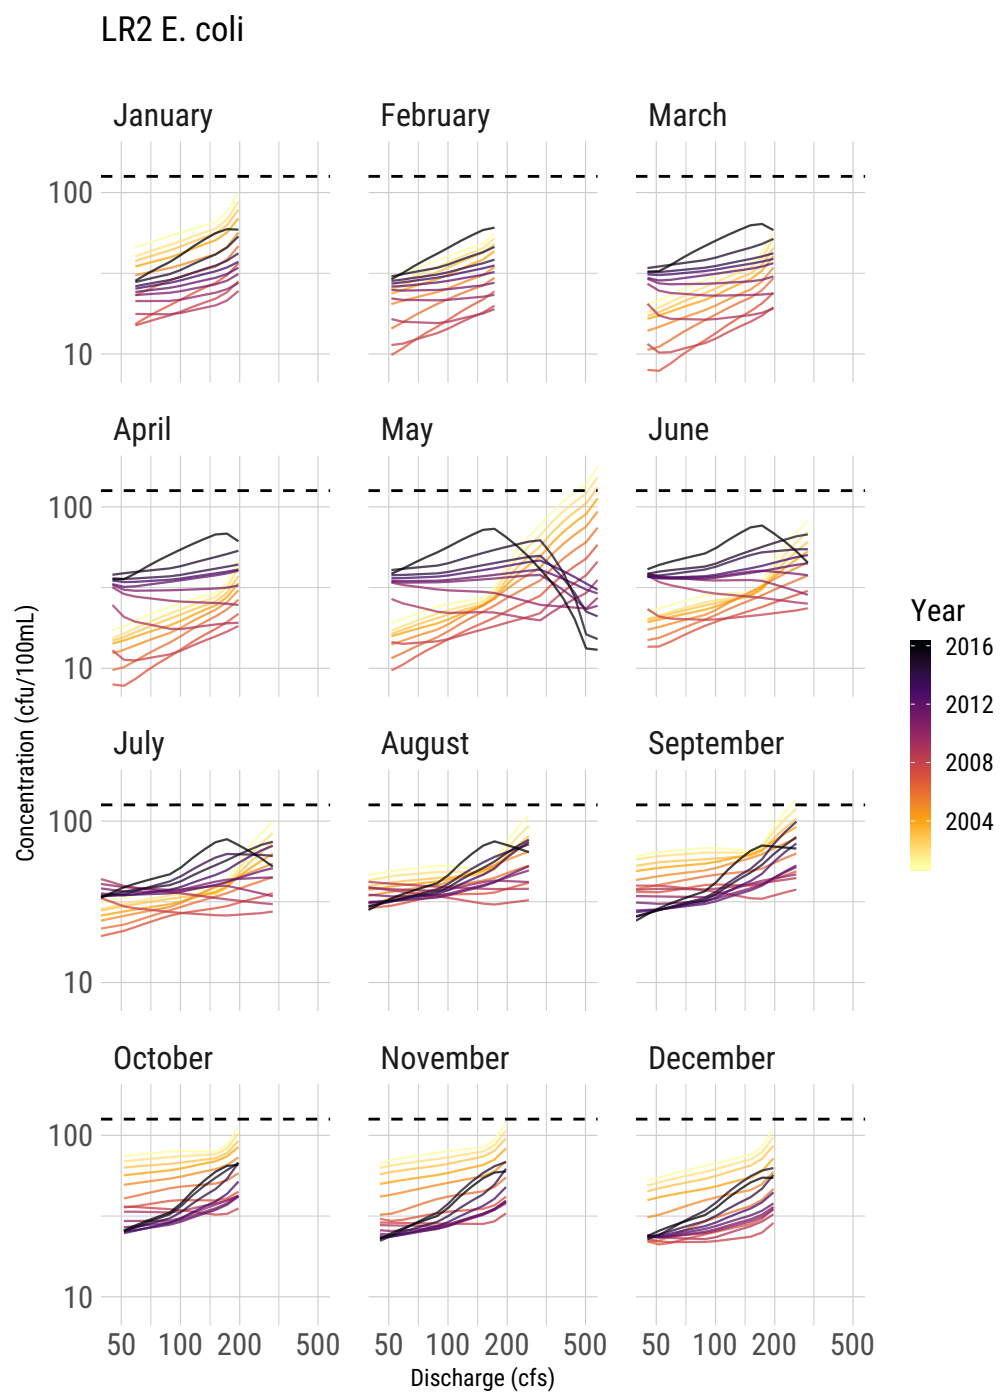 LR2 E. coli
January
February
March
100
10
April
May
June
100
10
July
August
September
100
10
October
November
December
100
10
50 100 200 500
50 100 200 500
50 100 200 500
Discharge (cfs)
Concentration (cfu/100mL)
Year
2016
2012
2008
2004